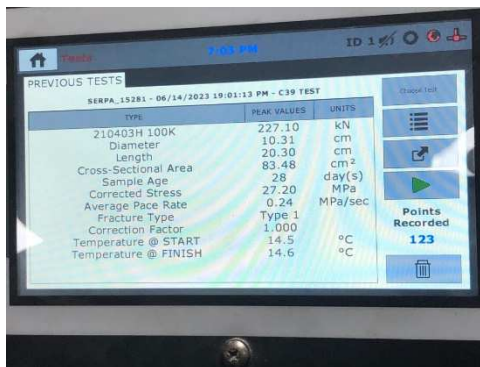 Tests 7:03 PM ID 1
PREVIOUS TESTS
SERPA_15281 - 06/14/2023 19:01:13 PM - C39 TEST
Choose Test
TYPE PEAK VALUES UNITS
210403H 100K 227.10 kN
Diameter 10.31 cm
Length 20.30 cm
Cross-Sectional Area 83.48 cm²
Sample Age 28 day(s)
Corrected Stress 27.20 MPa
Average Pace Rate 0.24 MPa/sec
Fracture Type Type 1
Correction Factor 1.000
Temperature @ START 14.5 °C
Temperature @ FINISH 14.6 °C
Points
Recorded
123